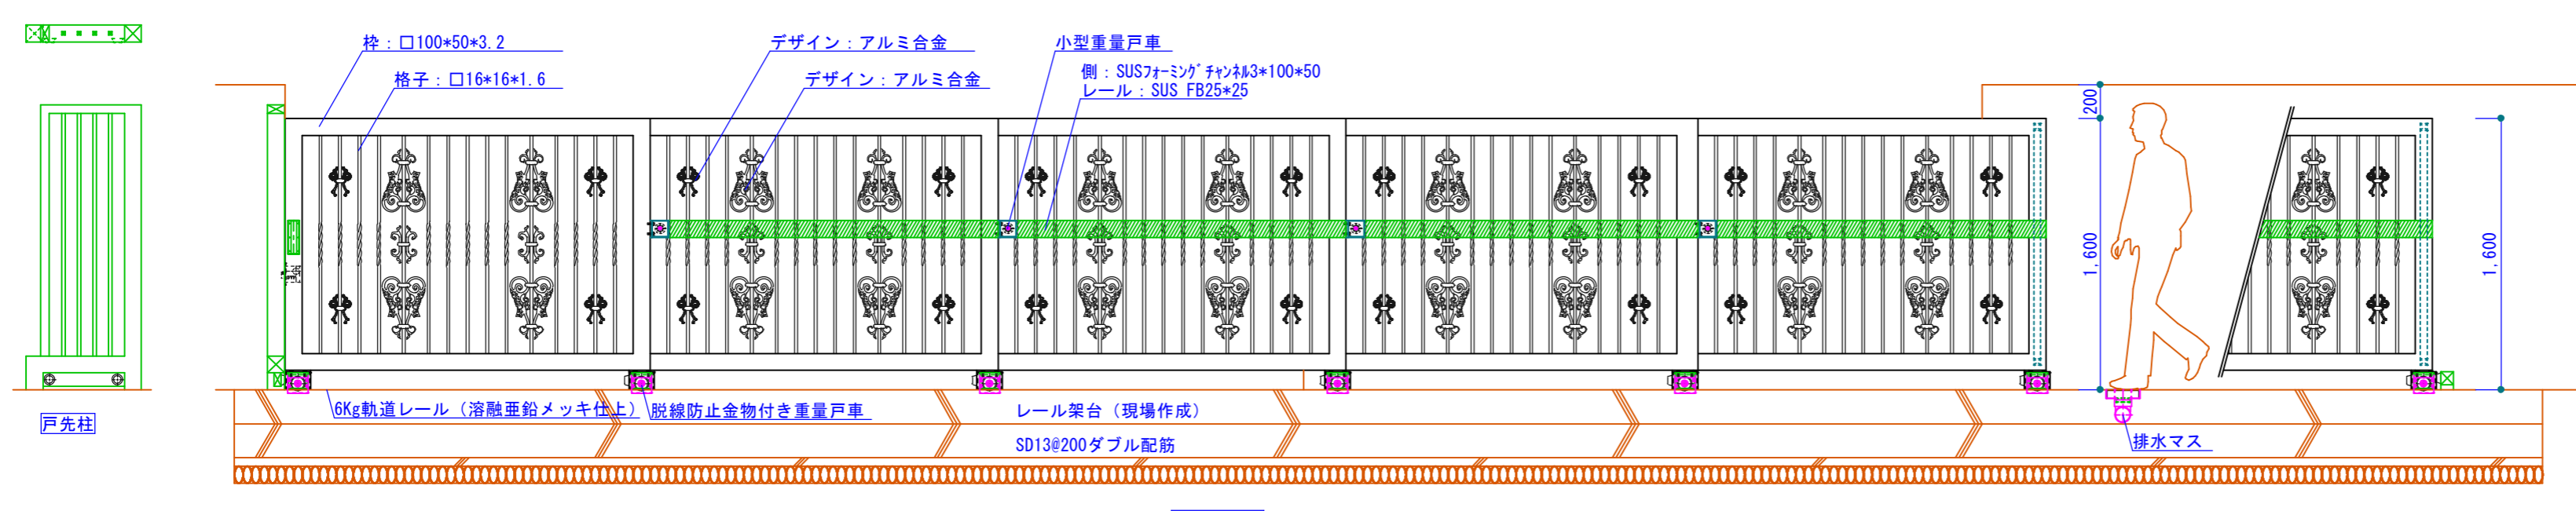 枠：□100*50*3.2
格子：□16*16*1.6
デザイン：アルミ合金
デザイン：アルミ合金
小型重量戸車
側：SUSﾌｫｰﾐﾝｸﾞﾁｬﾝﾈﾙ3*100*50
レール：SUS FB25*25
200
1,600
1,600
戸先柱
6Kg軌道レール（溶融亜鉛メッキ仕上）
脱線防止金物付き重量戸車
レール架台（現場作成）
SD13@200ダブル配筋
排水マス